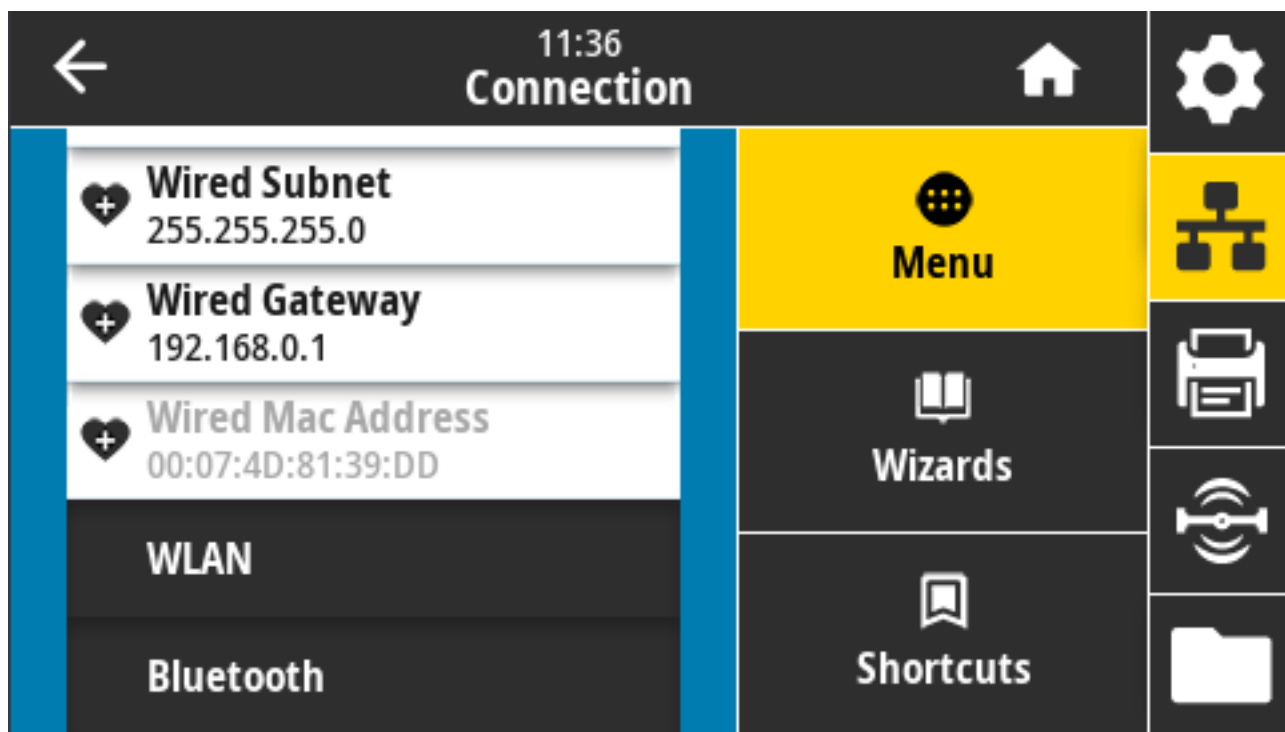 11:36
Connection
Wired Subnet
255.255.255.0
Wired Gateway
192.168.0.1
Wired Mac Address
00:07:4D:81:39:DD
WLAN
Bluetooth
Menu
Wizards
Shortcuts